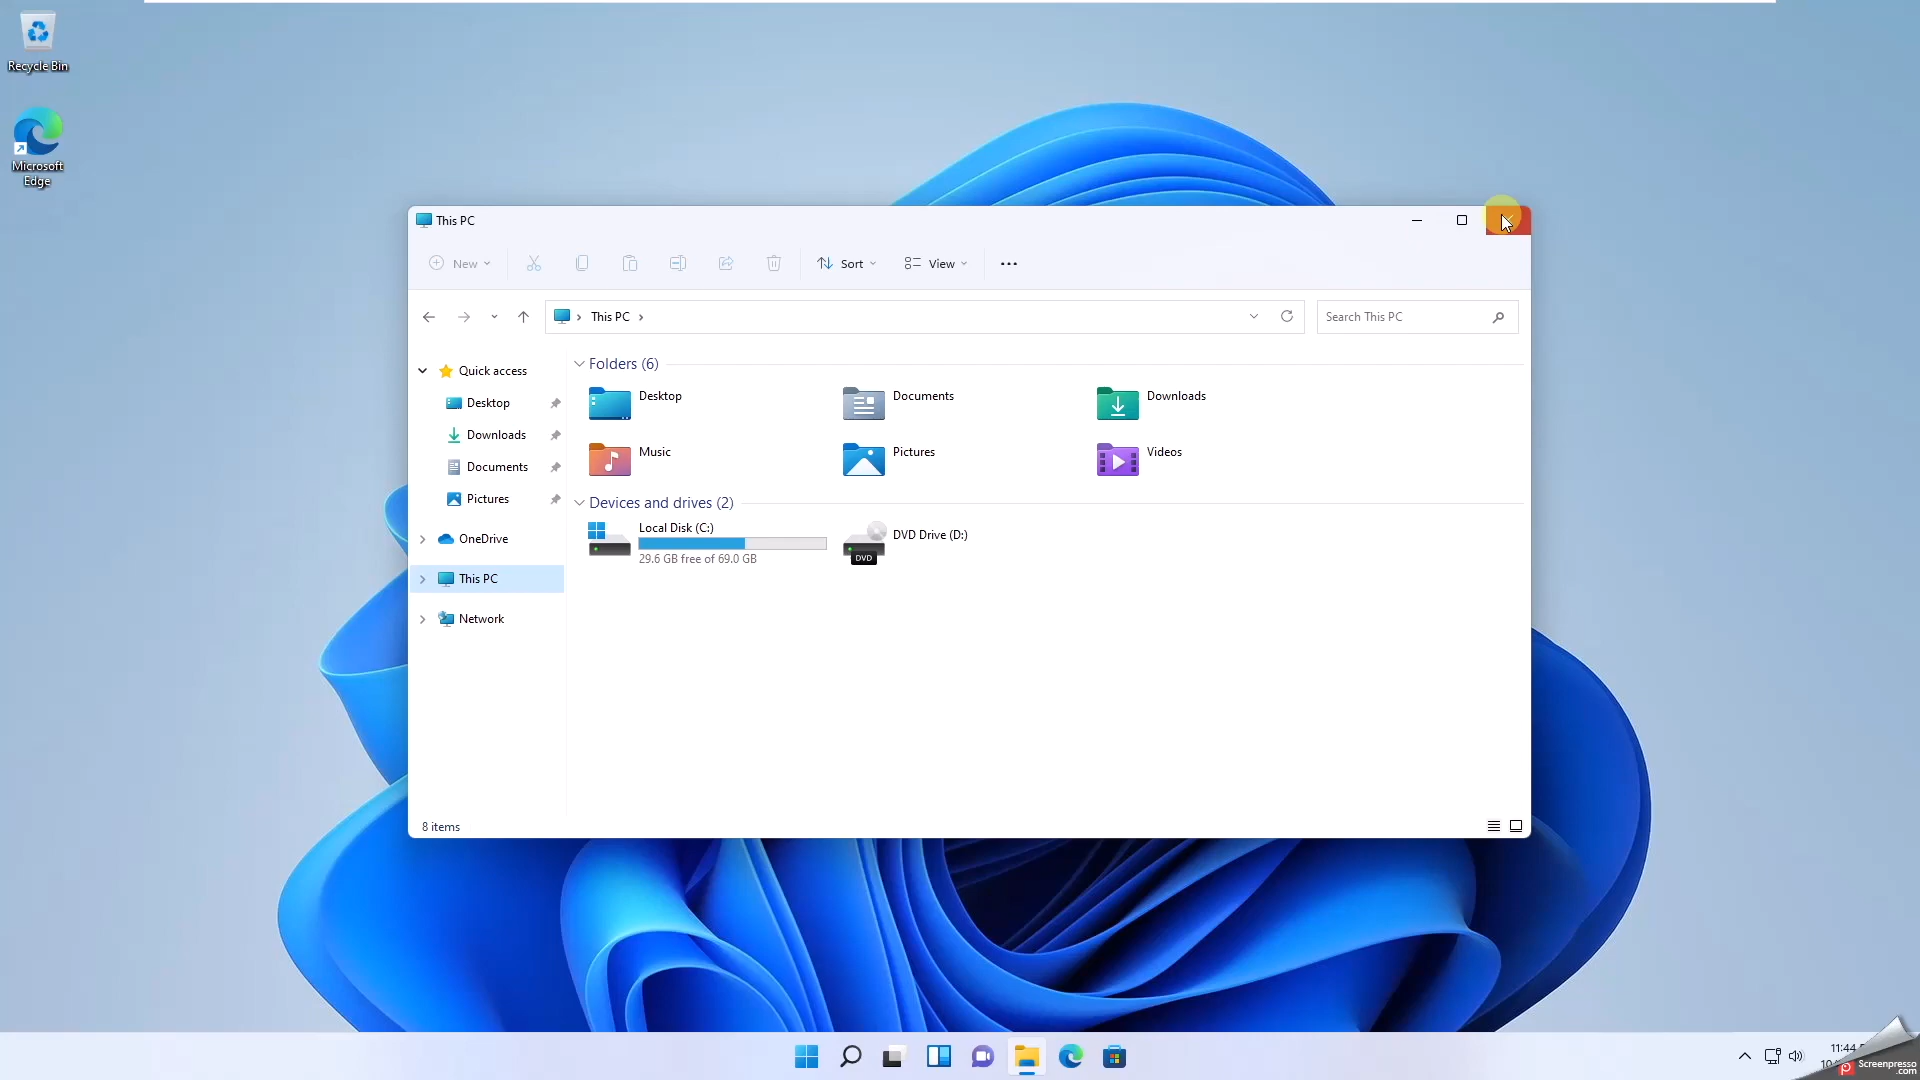 Recycle Bin
Microsoft
Edge
This PC
New
Sort
View
This PC
Search This PC
Quick access
Desktop
Downloads
Documents
Pictures
OneDrive
This PC
Network
Folders (6)
Desktop
Documents
Downloads
Music
Pictures
Videos
Devices and drives (2)
Local Disk (C:)
29.6 GB free of 69.0 GB
DVD
DVD Drive (D:)
8 items
11:44
Screenpresso
.com